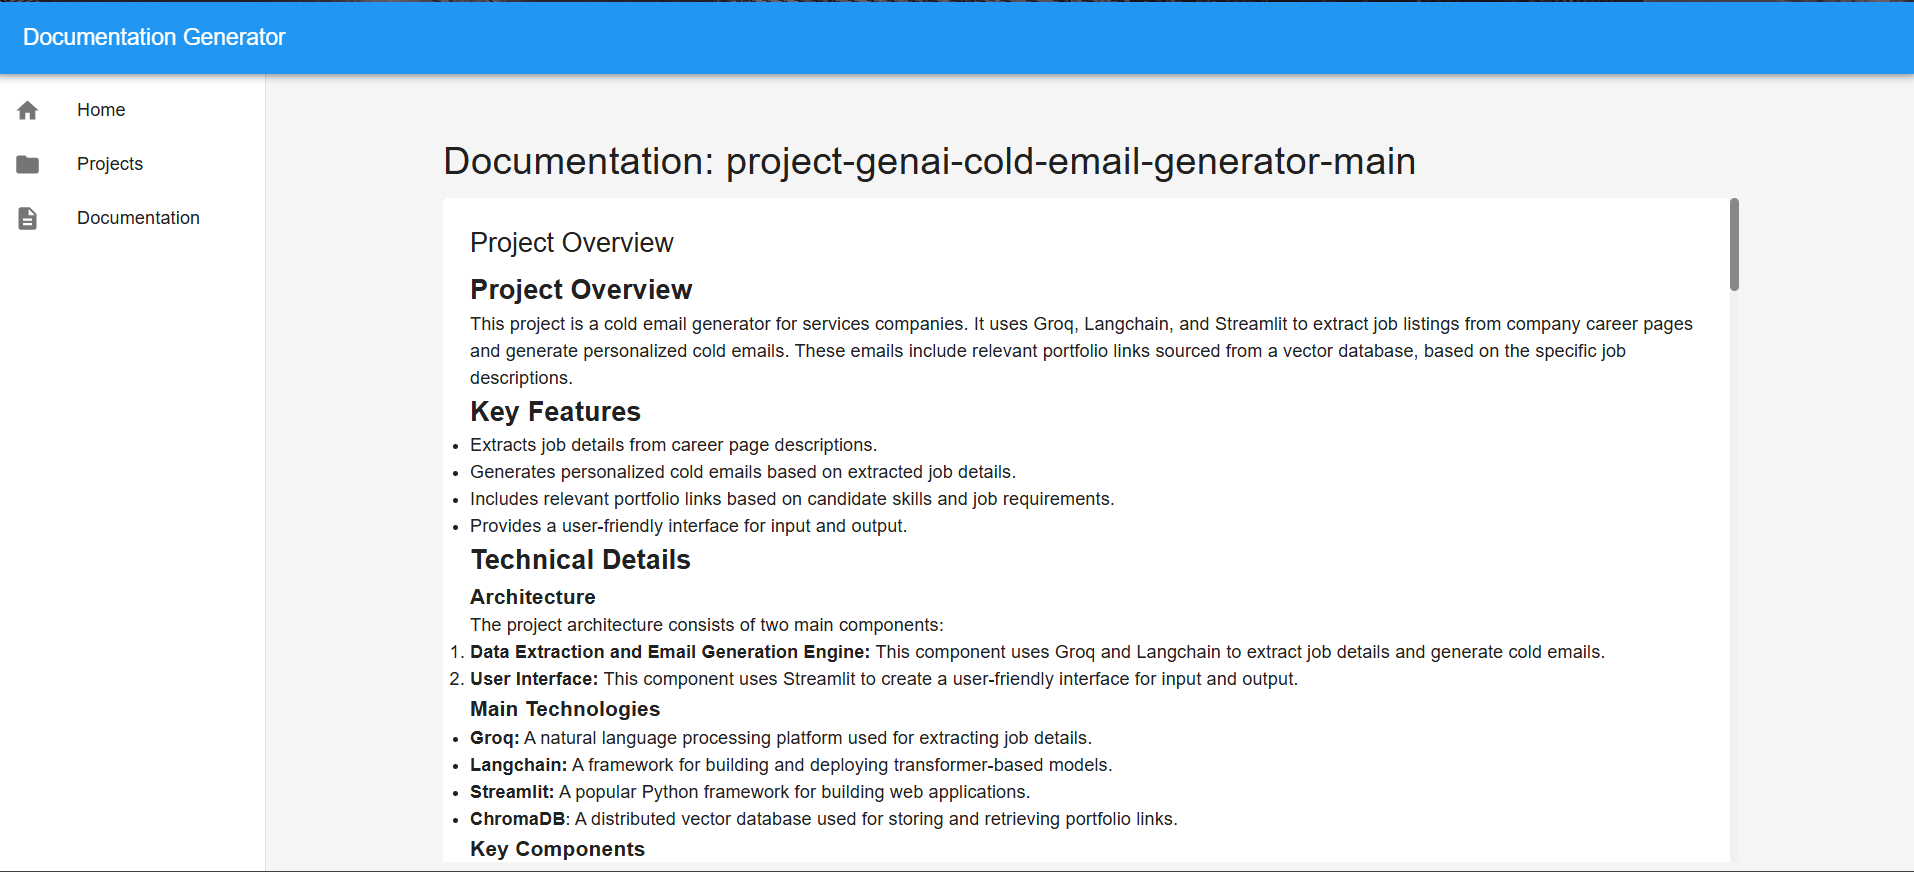 Documentation Generator
Home
Projects
Documentation
Documentation: project-genai-cold-email-generator-main
Project Overview
Project Overview
This project is a cold email generator for services companies. It uses Groq, Langchain, and Streamlit to extract job listings from company career pages
and generate personalized cold emails. These emails include relevant portfolio links sourced from a vector database, based on the specific job
descriptions.
Key Features
• Extracts job details from career page descriptions.
• Generates personalized cold emails based on extracted job details.
• Includes relevant portfolio links based on candidate skills and job requirements.
• Provides a user-friendly interface for input and output.
Technical Details
Architecture
The project architecture consists of two main components:
1. Data Extraction and Email Generation Engine: This component uses Groq and Langchain to extract job details and generate cold emails.
2. User Interface: This component uses Streamlit to create a user-friendly interface for input and output.
Main Technologies
• Groq: A natural language processing platform used for extracting job details.
• Langchain: A framework for building and deploying transformer-based models.
• Streamlit: A popular Python framework for building web applications.
• ChromaDB: A distributed vector database used for storing and retrieving portfolio links.
Key Components